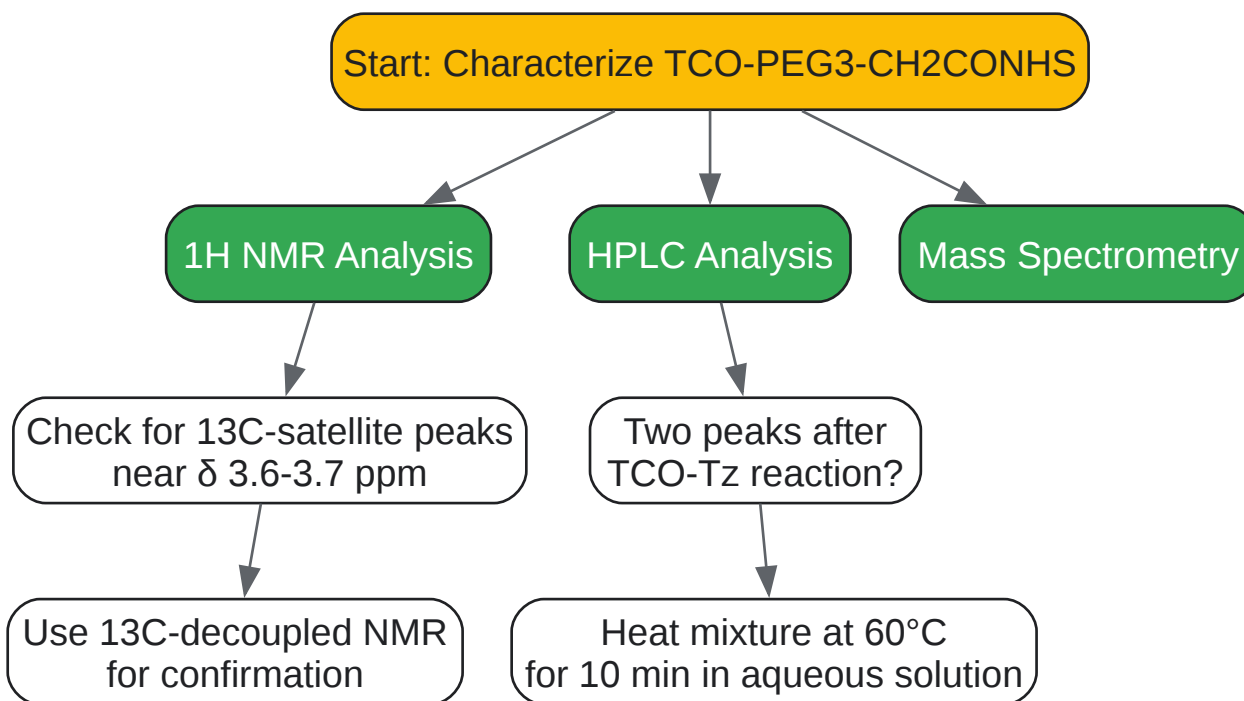 Start: Characterize TCO-PEG3-CH2CONHS
1H NMR Analysis
HPLC Analysis
Mass Spectrometry
Check for 13C-satellite peaks
near δ 3.6-3.7 ppm
Two peaks after
TCO-Tz reaction?
Use 13C-decoupled NMR
for confirmation
Heat mixture at 60°C
for 10 min in aqueous solution